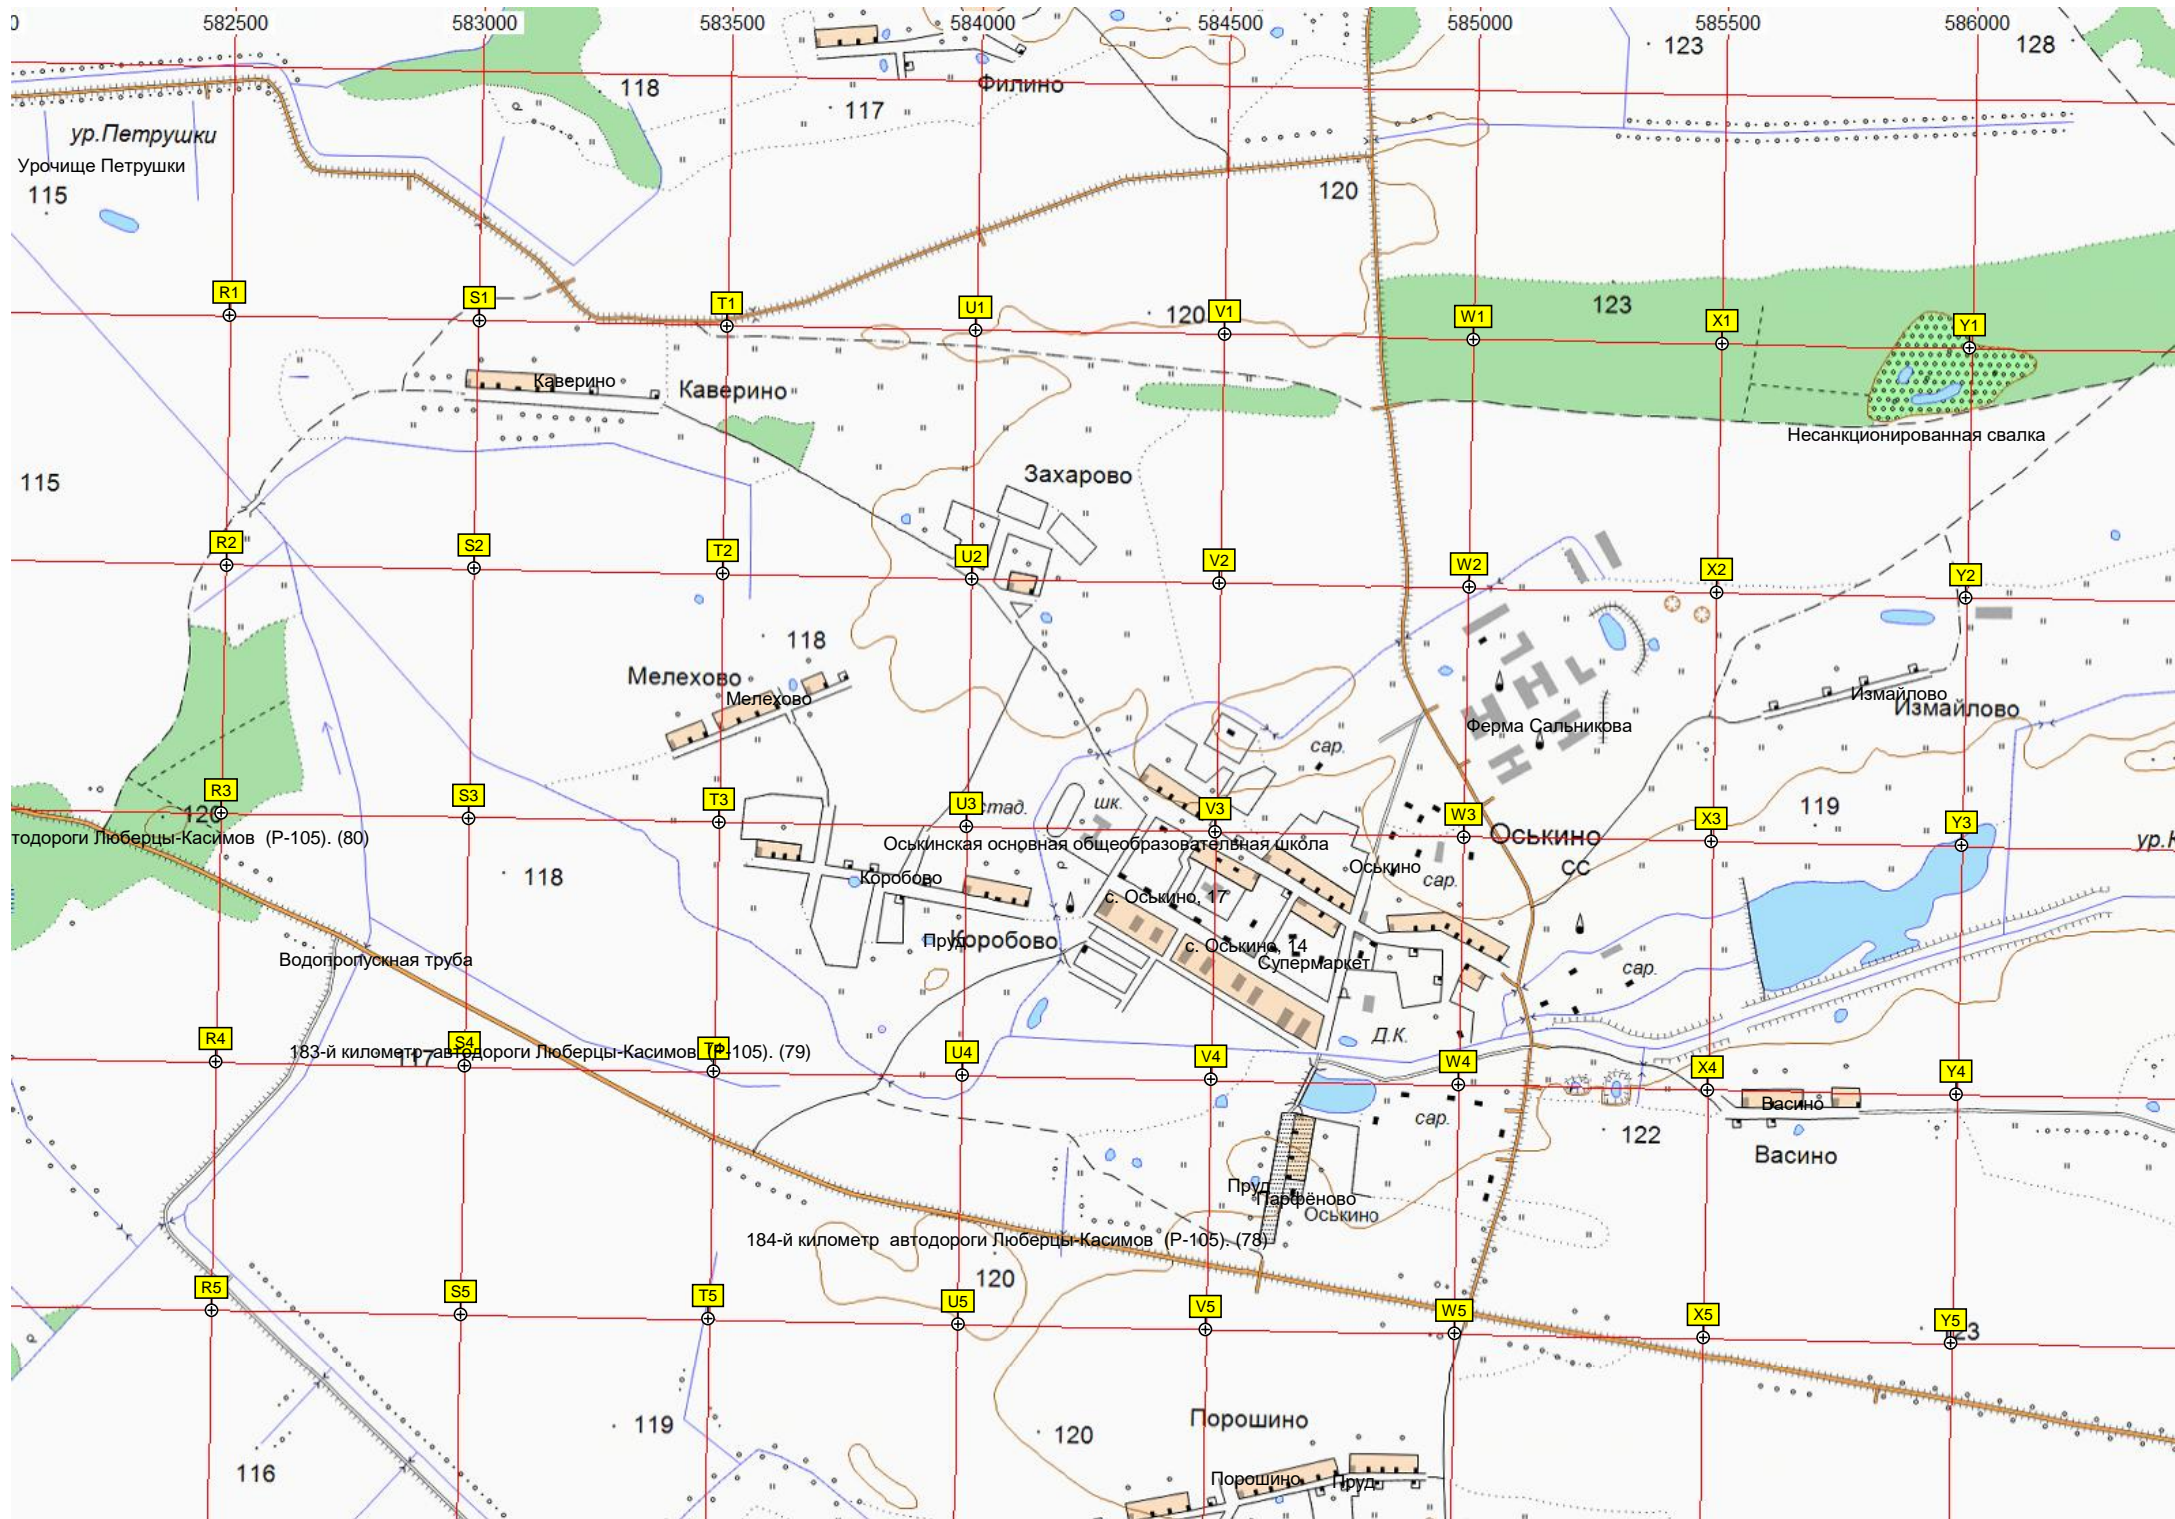 0 582500 583000 583500 584000 584500 585000 585500 586000
123 128
118 117 Филино
ур.Петрушки
Урочище Петрушки
115 120
R1 S1 T1 U1 120 V1 W1 X1 123 Y1
Каверино Каверино
Несанкционированная свалка
115 Захарово
R2 S2 T2 U2 V2 W2 X2 Y2
118
Мелехово
Мелехово Измайлово
Измайлово
Ферма Сальникова
сар.
R3 S3 T3 U3 стад. шк. V3 W3 X3 119 Y3
120 Оськино ур.К
тодороги Люберцы-Касимов (Р-105). (80)
Оськинская основная общеобразовательная школа
118 Коробово Оськино сар. СС
с. Оськино, 17
Пруд Коробово с. Оськино, 14
Водопропускная труба Супермаркет сар.
Д.К.
R4 S4 T4 U4 V4 W4 X4 Y4
183-й километр автодороги Люберцы-Касимов (Р-105). (79)
117
Васино
сар. 122
Васино
Пруд
Парфёново
Оськино
184-й километр автодороги Люберцы-Касимов (Р-105). (78)
120
R5 S5 T5 U5 V5 W5 X5 Y5
23
119 120 Порошино
116 Порошино Пруд